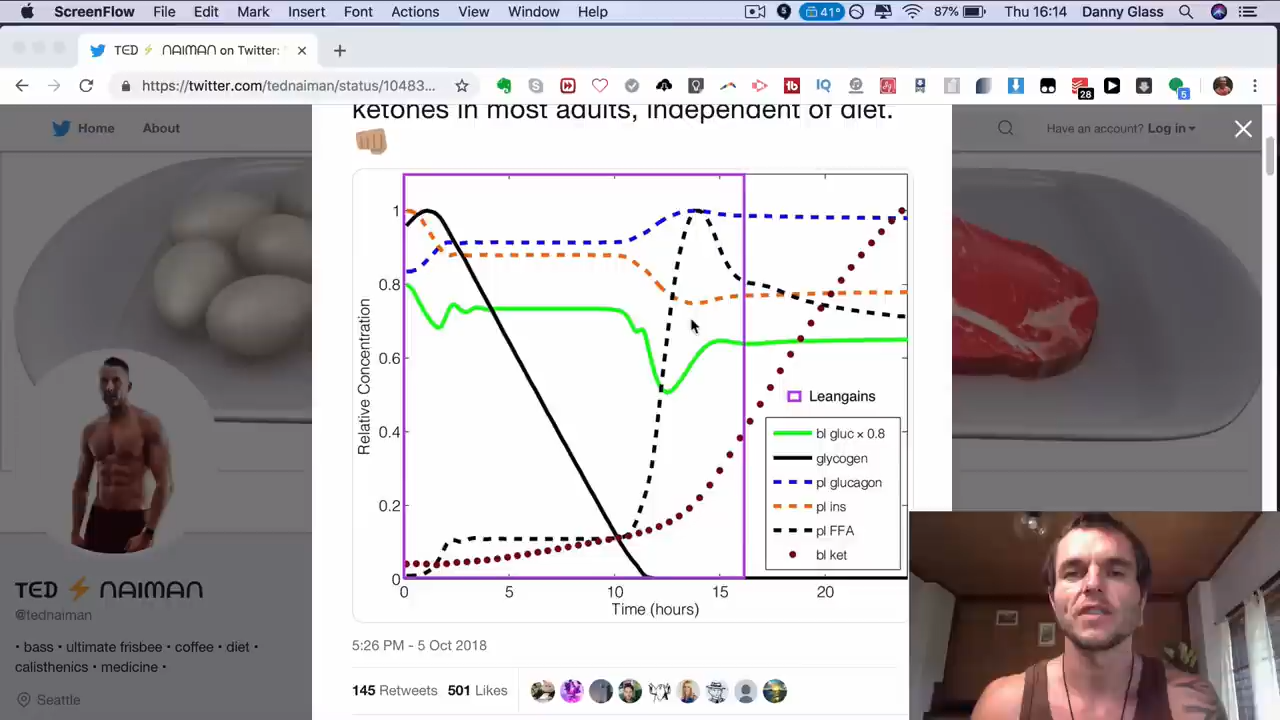 ScreenFlow File Edit Mark Insert Font Actions View Window Help 5 41° 87% Thu 16:14 Danny Glass
TED ⚡ NAIMAN on Twitter:
https://twitter.com/tednaiman/status/10483... IQ 28 5
Home About Have an account? Log in
ketones in most adults, independent of diet.
👊🏽
Relative Concentration
1
0.8
0.6
0.4
0.2
0
0 5 10 15 20
Time (hours)
Leangains
bl gluc × 0.8
glycogen
pl glucagon
pl ins
pl FFA
bl ket
5:26 PM - 5 Oct 2018
145 Retweets 501 Likes
TED ⚡ NAIMAN
@tednaiman
• bass • ultimate frisbee • coffee • diet •
calisthenics • medicine •
Seattle